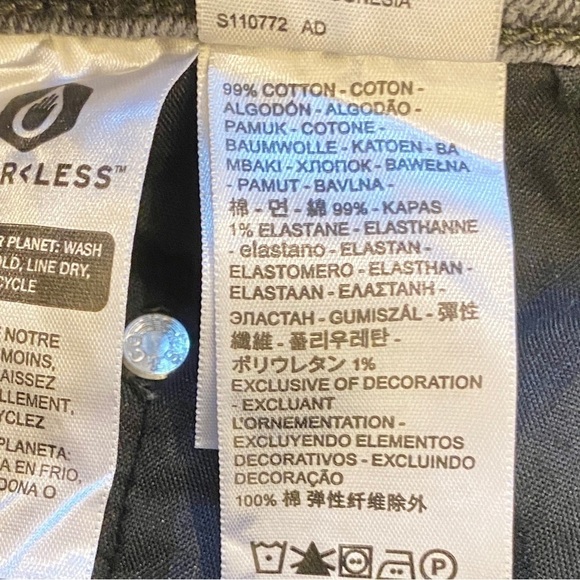 S110772 AD
99% COTTON - COTON -
ALGODÓN - ALGODÃO -
PAMUK - COTONE -
BAUMWOLLE - KATOEN - BA
MBAKI - ХЛОПОК - BAWEŁNA
- PAMUT - BAVLNA -
棉 - 면 - 綿 99% - KAPAS
1% ELASTANE - ELASTHANNE
- elastano - ELASTAN -
ELASTOMERO - ELASTHAN -
ELASTAAN - ΕΛΑΣΤΑΝΗ -
ЭЛАСТАН - GUMISZÁL - 彈性
纖維 - 폴리우레탄 -
ポリウレタン 1%
EXCLUSIVE OF DECORATION
- EXCLUANT
L'ORNEMENTATION -
EXCLUYENDO ELEMENTOS
DECORATIVOS - EXCLUINDO
DECORAÇÃO
100% 棉 弹性纤维除外
P
R<LESS™
PLANET: WASH
OLD, LINE DRY,
CYCLE
E NOTRE
MOINS,
AISSEZ
LLEMENT,
YCLEZ
PLANETA:
A EN FRIO,
DONA O